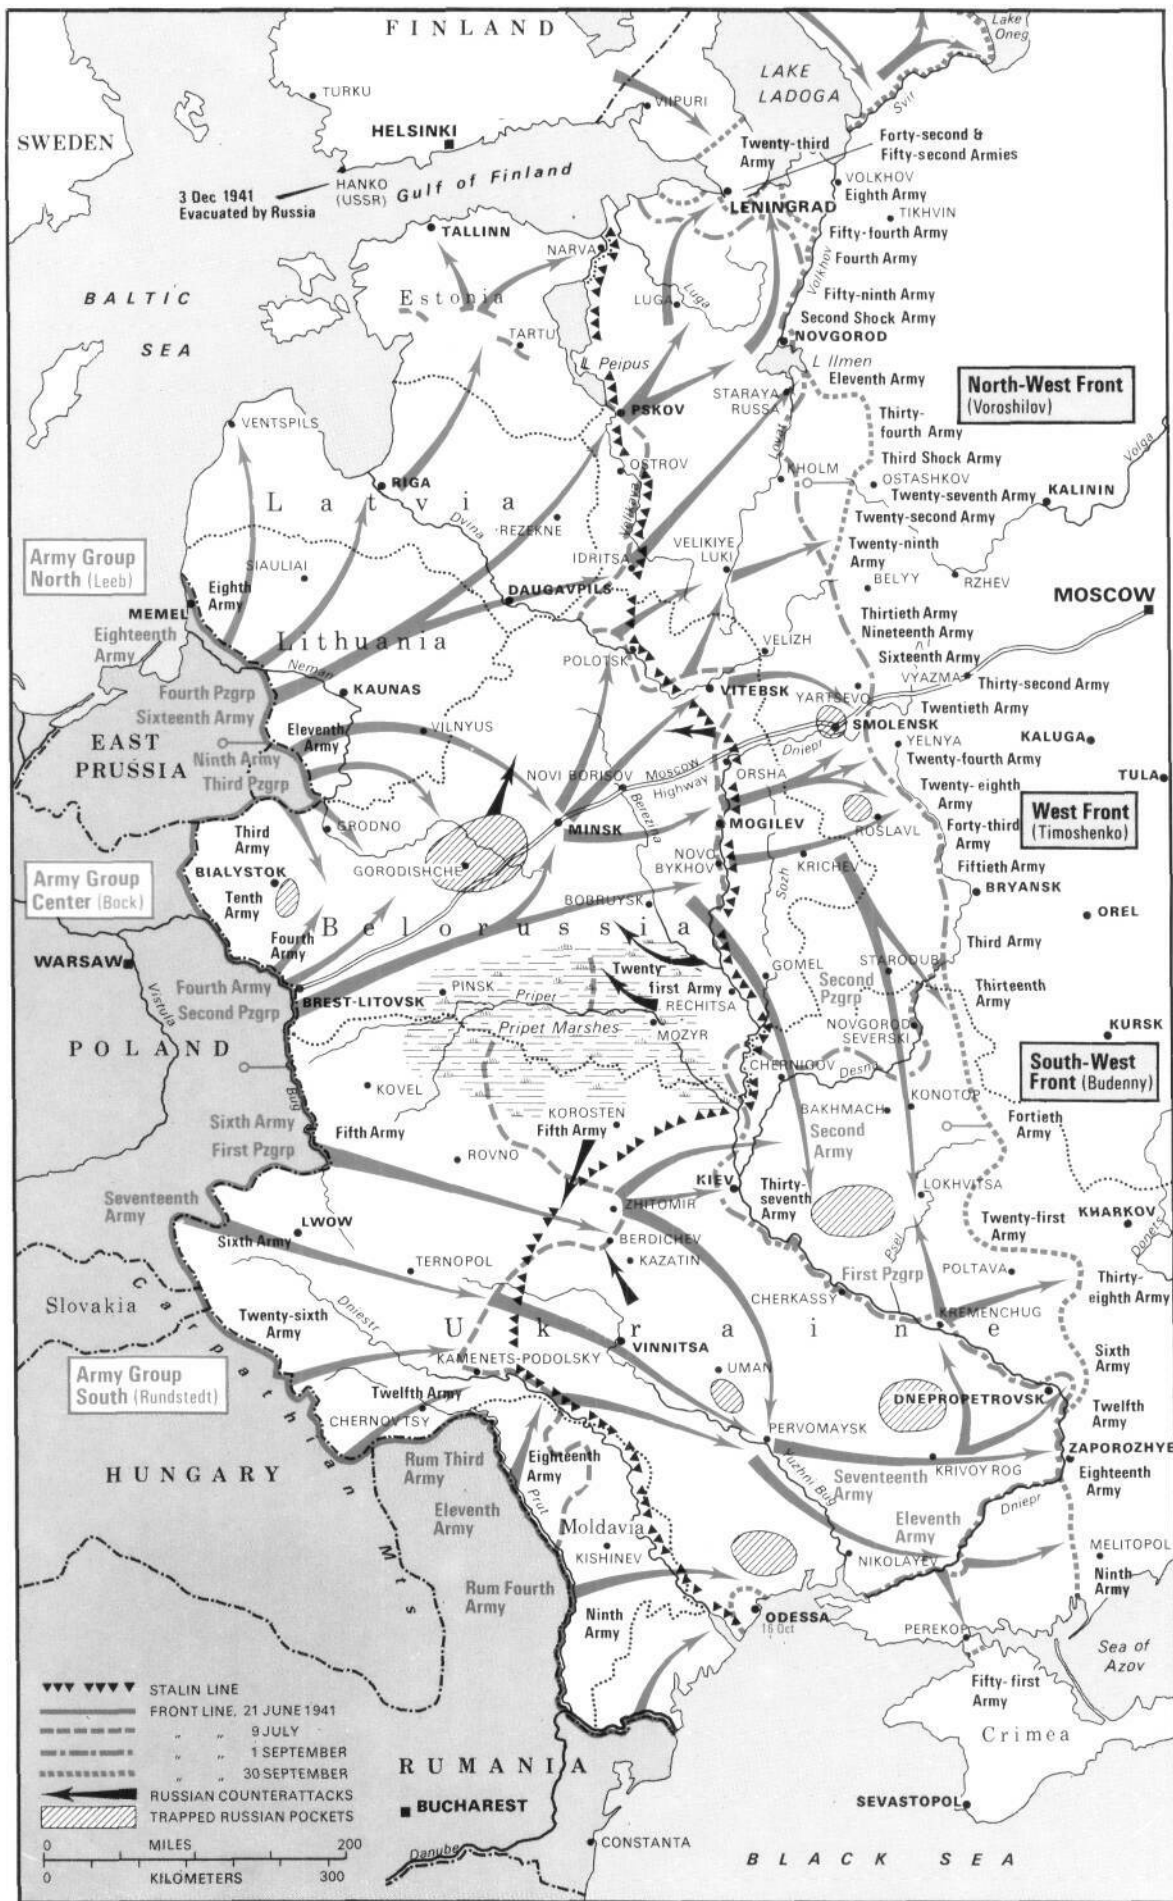 FINLAND
Lake
Oneg
LAKE
LADOGA
Svir
TURKU
VIIPURI
HELSINKI
SWEDEN
Twenty-third
Army
Forty-second &
Fifty-second Armies
3 Dec 1941
Evacuated by Russia
HANKO
(USSR)
Gulf of Finland
VOLKHOV
Eighth Army
LENINGRAD
TIKHVIN
TALLINN
Fifty-fourth Army
NARVA
Fourth Army
Volkhov
BALTIC
SEA
Estonia
LUGA
Luga
Fifty-ninth Army
Second Shock Army
NOVGOROD
TARTU
L Peipus
L Ilmen
Eleventh Army
North-West Front
(Voroshilov)
STARAYA
RUSSA
PSKOV
Thirty-
fourth Army
VENTSPILS
Lovat
Volga
Third Shock Army
OSTROV
KHOLM
OSTASHKOV
RIGA
Twenty-seventh Army
KALININ
Latvia
Velikaya
Dvina
REZEKNE
Twenty-second Army
VELIKIYE
LUKI
Twenty-ninth
Army
Army Group
North (Leeb)
IDRITSA
SIAULIAI
BELYY
RZHEV
Eighth
Army
DAUGAVPILS
MOSCOW
MEMEL
Thirtieth Army
Nineteenth Army
Eighteenth
Army
Lithuania
VELIZH
Sixteenth Army
POLOTSK
Neman
VYAZMA
Thirty-second Army
Fourth Pzgrp
KAUNAS
VITEBSK
YARTSEVO
Sixteenth Army
Twentieth Army
VILNYUS
SMOLENSK
Eleventh
Army
EAST
PRUSSIA
YELNYA
KALUGA
Ninth Army
Dniepr
Twenty-fourth Army
Third Pzgrp
NOVI BORISOV
Moscow
Highway
ORSHA
TULA
Twenty-eighth
Army
Berezina
GRODNO
MINSK
MOGILEV
ROSLAVL
West Front
(Timoshenko)
Third
Army
Forty-third
Army
Army Group
Center (Bock)
BIALYSTOK
GORODISHCHE
NOVO
BYKHOV
KRICHEV
Fiftieth Army
Sozh
BRYANSK
Tenth
Army
BOBRUYSK
OREL
Belorussia
Fourth
Army
Third Army
WARSAW
Twenty
first Army
GOMEL
STARODUB
Second
Pzgrp
Fourth Army
PINSK
Thirteenth
Army
BREST-LITOVSK
Pripet
RECHITSA
Second Pzgrp
Vistula
Pripet Marshes
NOVGOROD
SEVERSKI
KURSK
MOZYR
POLAND
CHERNIGOV
Desna
South-West
Front (Budenny)
Bug
KOVEL
KONOTOP
BAKHMACH
KOROSTEN
Fifth Army
Fortieth
Army
Sixth Army
Fifth Army
Second
Army
First Pzgrp
ROVNO
KIEV
Thirty-
seventh
Army
LOKHVITSA
Seventeenth
Army
ZHITOMIR
Twenty-first
Army
KHARKOV
LWOW
Sixth Army
BERDICHEV
Psel
Donets
KAZATIN
TERNOPOL
First Pzgrp
POLTAVA
Thirty-
eighth Army
Carpathian Mts
CHERKASSY
Slovakia
Dniestr
KREMENCHUG
Twenty-sixth
Army
Ukraine
VINNITSA
Sixth
Army
KAMENETS-PODOLSKY
UMAN
Army Group
South (Rundstedt)
Twelfth Army
DNEPROPETROVSK
Twelfth
Army
CHERNOVTSY
PERVOMAYSK
ZAPOROZHYE
Rum Third
Army
Eighteenth
Army
Yuzhni Bug
KRIVOY ROG
HUNGARY
Seventeenth
Army
Eighteenth
Army
Prut
Dniepr
Eleventh
Army
Eleventh
Army
Moldavia
KISHINEV
MELITOPOL
NIKOLAYEV
Ninth
Army
Rum Fourth
Army
Ninth
Army
ODESSA
16 Oct
PEREKOP
Sea of
Azov
Fifty-first
Army
Crimea
STALIN LINE
FRONT LINE, 21 JUNE 1941
" " 9 JULY
" " 1 SEPTEMBER
" " 30 SEPTEMBER
RUSSIAN COUNTERATTACKS
TRAPPED RUSSIAN POCKETS
0 MILES 200
0 KILOMETERS 300
RUMANIA
BUCHAREST
SEVASTOPOL
Danube
CONSTANTA
BLACK SEA